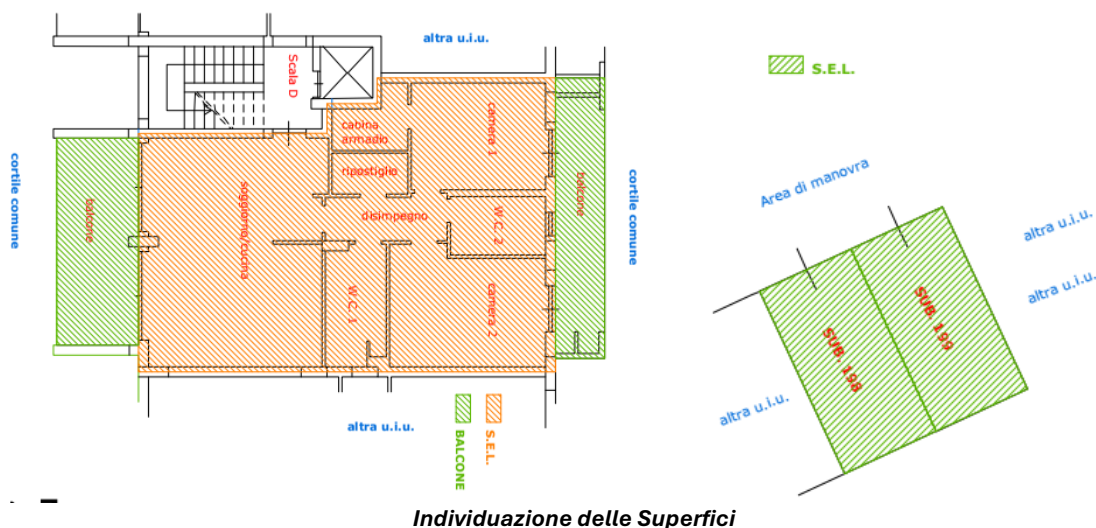 altra u.i.u.
Scala D
cabina
armadio
camera 1
ripostiglio
disimpegno
W.C. 2
balcone
cortile comune
cortile comune
balcone
soggiorno/cucina
W.C. 1
camera 2
altra u.i.u.
BALCONE
S.E.L.
S.E.L.
Area di manovra
altra u.i.u.
altra u.i.u.
SUB. 199
SUB. 198
altra u.i.u.
Individuazione delle Superfici